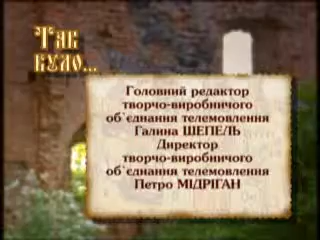 Так
було...
Головний редактор
творчо-виробничого
об`єднання телемовлення
Галина ШЕПЕЛЬ
Директор
творчо-виробничого
об`єднання телемовлення
Петро МІДРІГАН